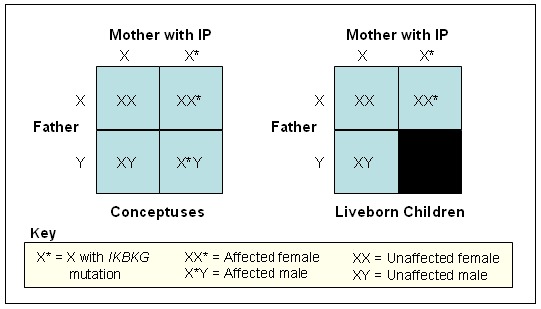 Mother with IP
X X*
X XX XX*
Father
Y XY X*Y
Conceptuses
Mother with IP
X X*
X XX XX*
Father
Y XY
Liveborn Children
Key
X* = X with IKBKG
mutation
XX* = Affected female
X*Y = Affected male
XX = Unaffected female
XY = Unaffected male